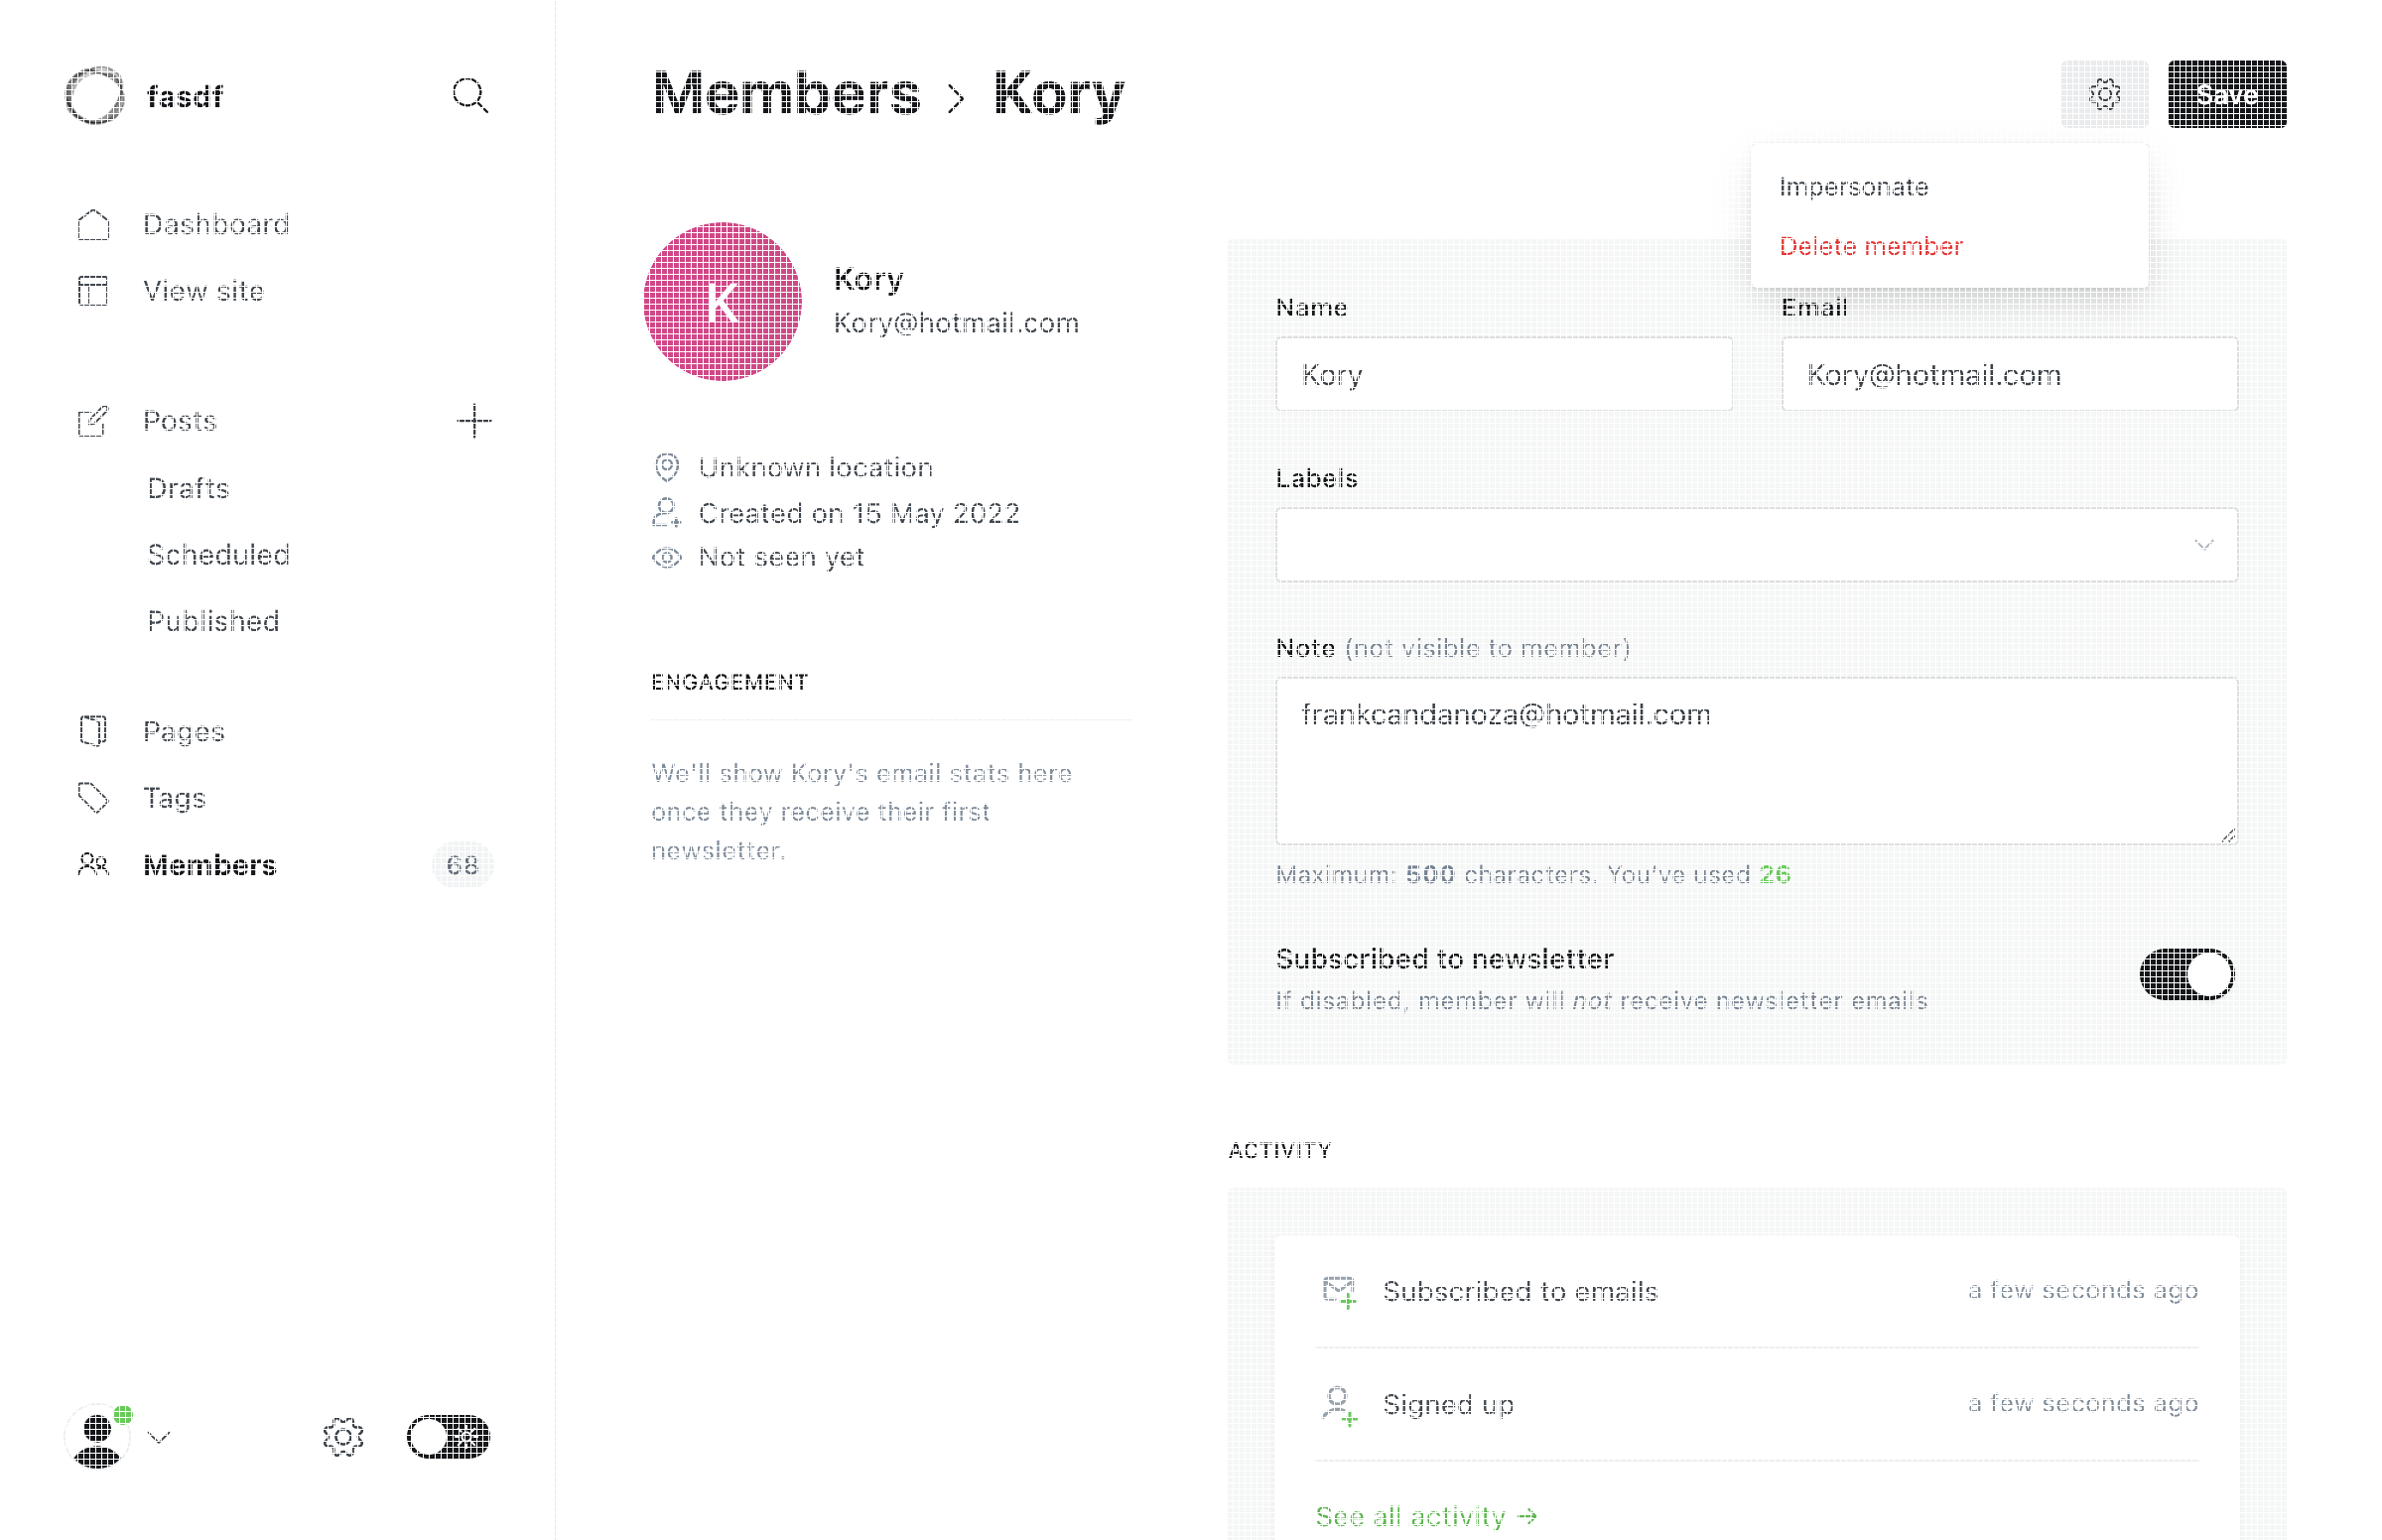 fasdf
Dashboard
View site
Posts
Drafts
Scheduled
Published
Pages
Tags
Members 68
Members > Kory
Save
Impersonate
Delete member
K
Kory
Kory@hotmail.com
Unknown location
Created on 15 May 2022
Not seen yet
ENGAGEMENT
We'll show Kory's email stats here
once they receive their first
newsletter.
Name
Kory
Email
Kory@hotmail.com
Labels
Note (not visible to member)
frankcandanoza@hotmail.com
Maximum: 500 characters. You've used 26
Subscribed to newsletter
If disabled, member will not receive newsletter emails
ACTIVITY
Subscribed to emails a few seconds ago
Signed up a few seconds ago
See all activity →